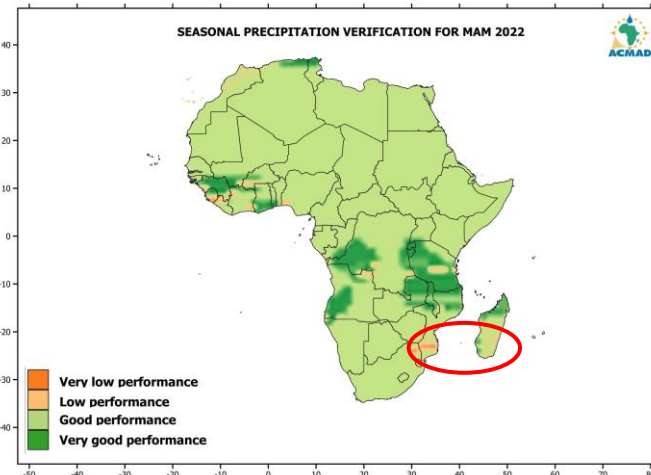 SEASONAL PRECIPITATION VERIFICATION FOR MAM 2022
ACMAD
40
30
20
10
0
-10
-20
-30
-40
Very low performance
Low performance
Good performance
Very good performance
-50 -40 -30 -20 -10 0 10 20 30 40 50 60 70 80